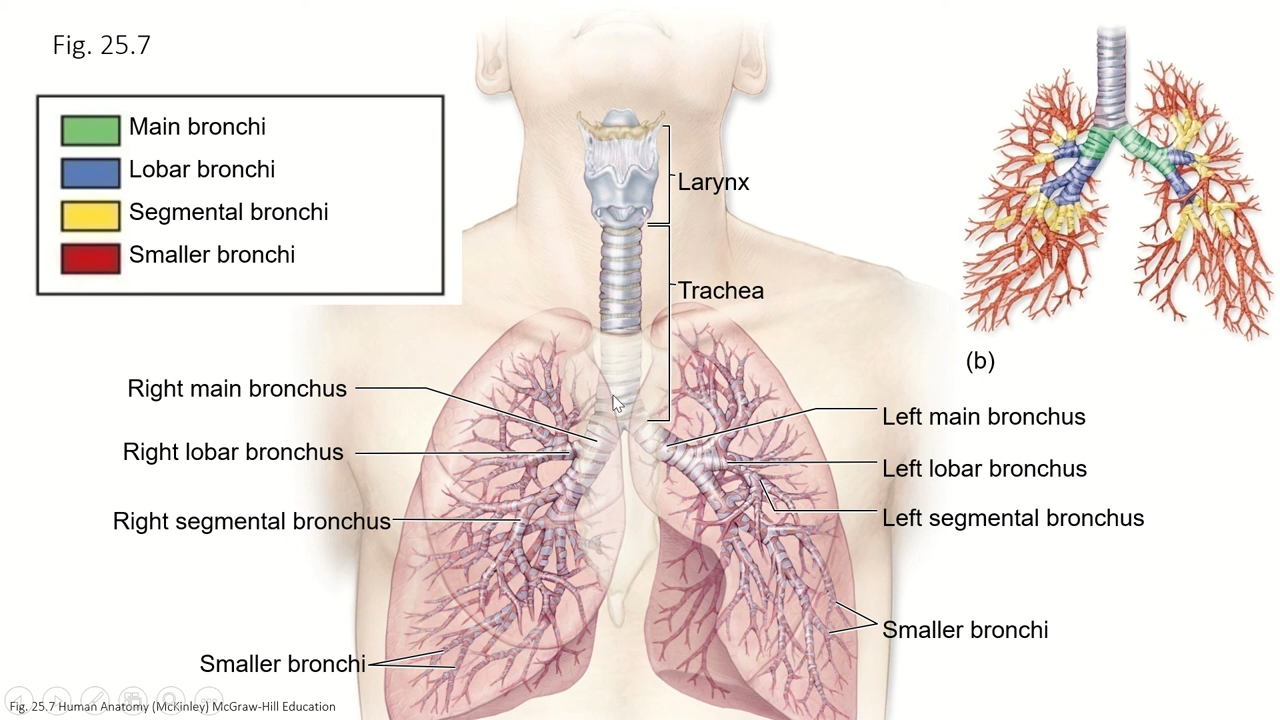 Fig. 25.7
Main bronchi
Lobar bronchi
Segmental bronchi
Smaller bronchi
Larynx
Trachea
(b)
Right main bronchus
Left main bronchus
Right lobar bronchus
Left lobar bronchus
Right segmental bronchus
Left segmental bronchus
Smaller bronchi
Smaller bronchi
Fig. 25.7 Human Anatomy (McKinley) McGraw-Hill Education